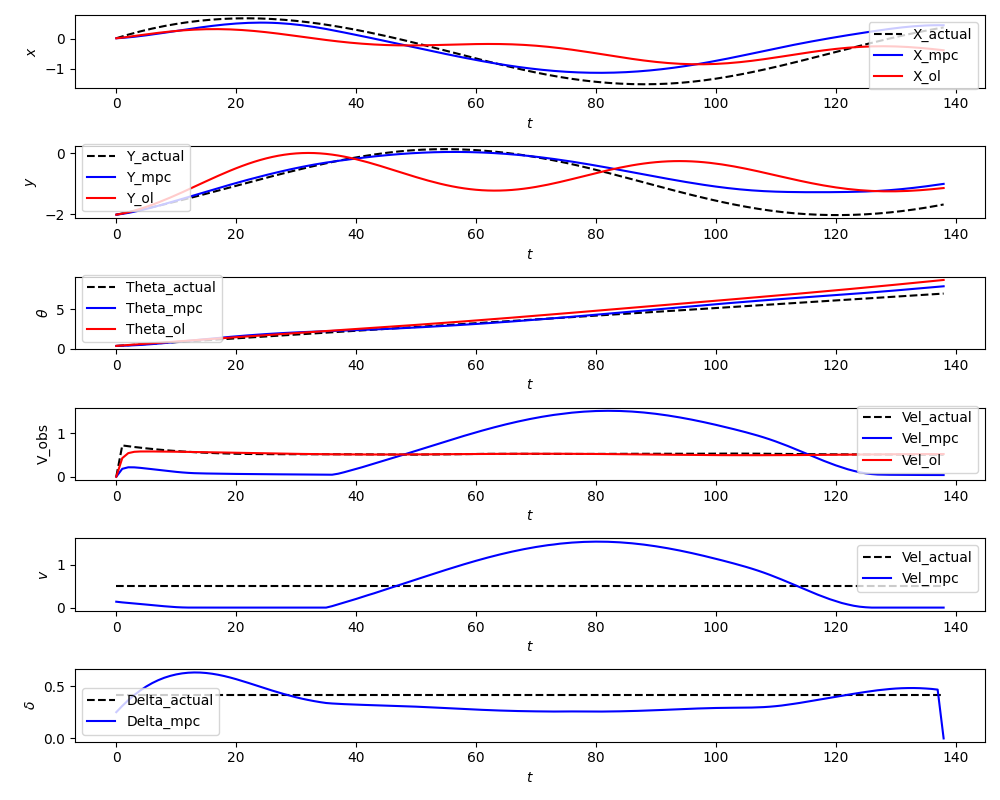 x
0
−1
X_actual
X_mpc
X_ol
0 20 40 60 80 100 120 140
t
y
0
−2
Y_actual
Y_mpc
Y_ol
0 20 40 60 80 100 120 140
t
θ
5
0
Theta_actual
Theta_mpc
Theta_ol
0 20 40 60 80 100 120 140
t
V_obs
1
0
Vel_actual
Vel_mpc
Vel_ol
0 20 40 60 80 100 120 140
t
v
1
0
Vel_actual
Vel_mpc
0 20 40 60 80 100 120 140
t
δ
0.5
0.0
Delta_actual
Delta_mpc
0 20 40 60 80 100 120 140
t